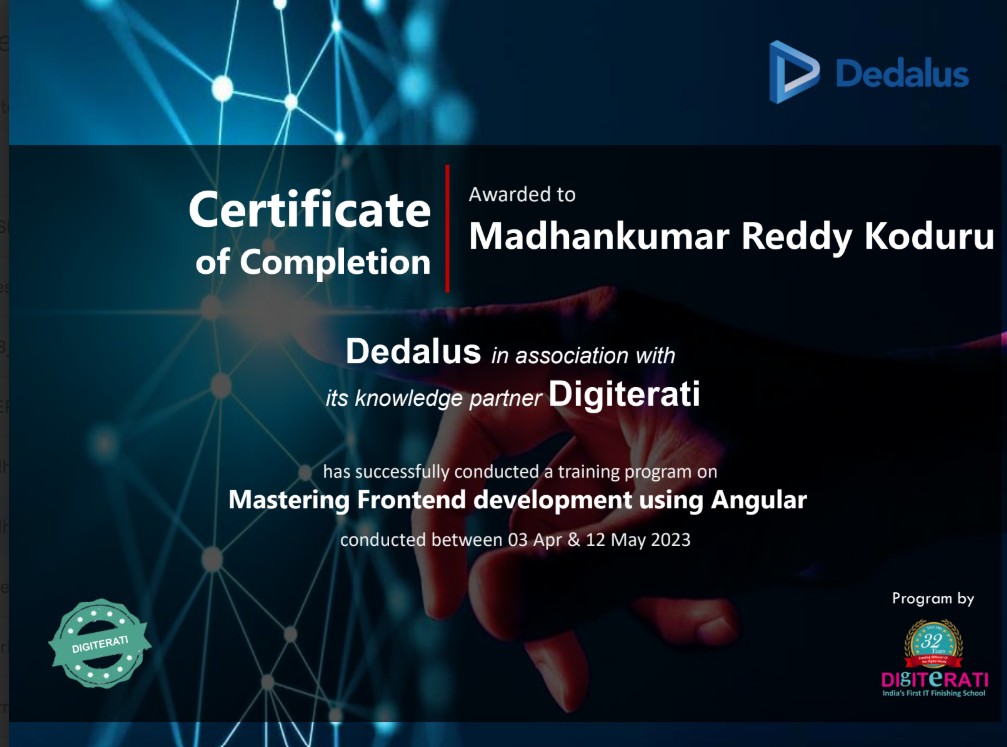 Dedalus
Certificate
of Completion
Awarded to
Madhankumar Reddy Koduru
Dedalus in association with
its knowledge partner Digiterati
has successfully conducted a training program on
Mastering Frontend development using Angular
conducted between 03 Apr & 12 May 2023
DIGITERATI
Program by
32
Years
DIGITERATI
India's First IT Finishing School